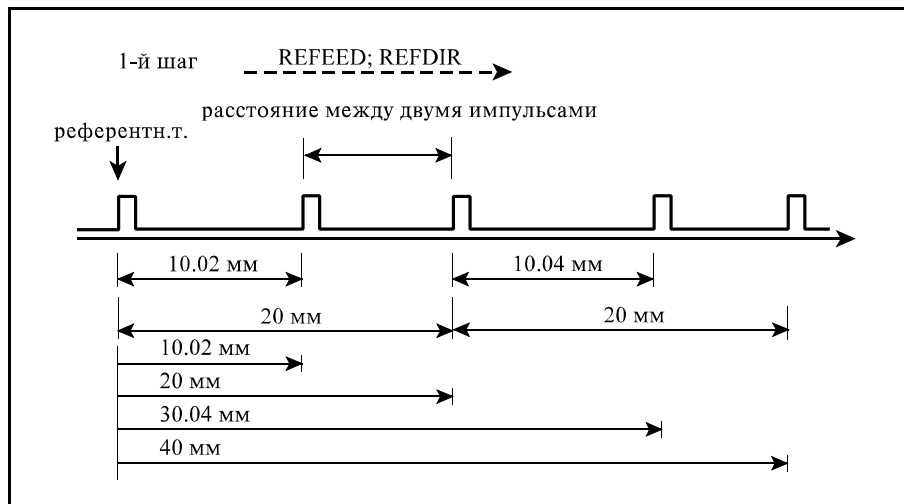 1-й шаг
REFEED; REFDIR
расстояние между двумя импульсами
референтн.т.
10.02 мм
10.04 мм
20 мм
20 мм
10.02 мм
20 мм
30.04 мм
40 мм